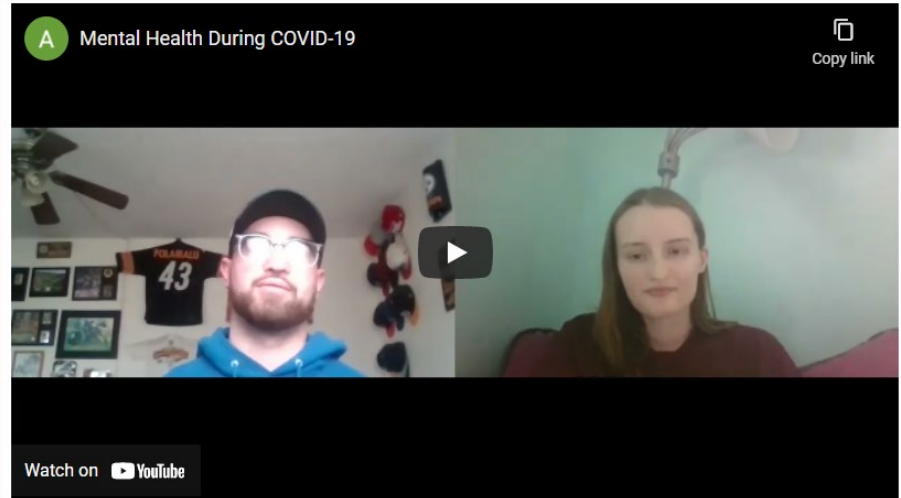 A
Mental Health During COVID-19
Copy link
POLAMALU
43
Watch on YouTube